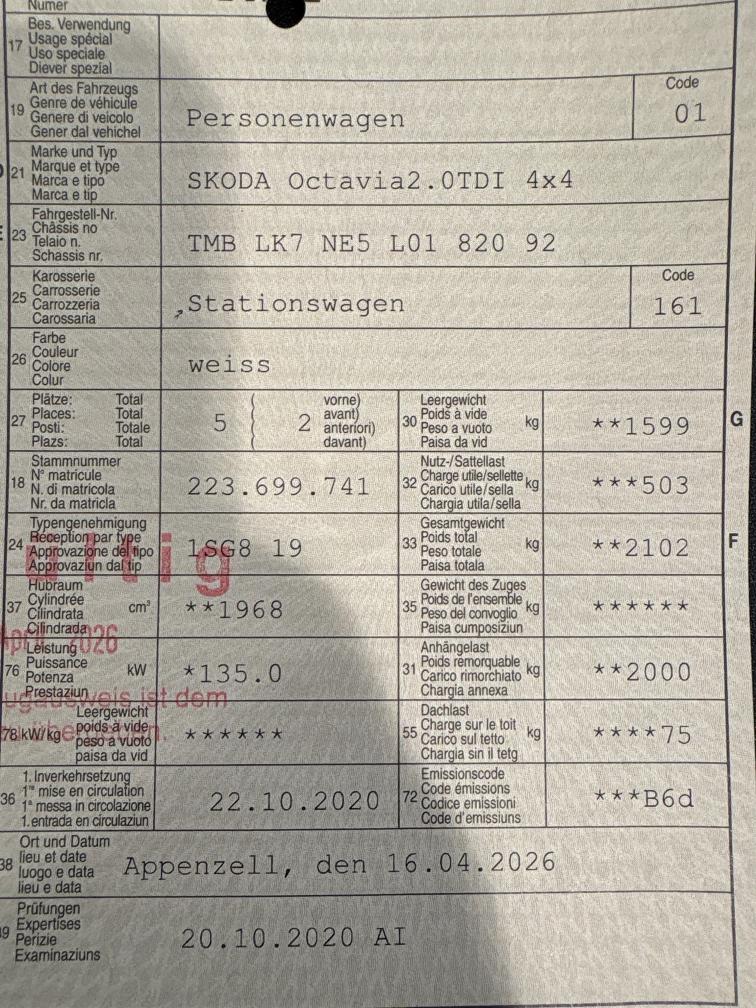 Numer
17 Bes. Verwendung
Usage spécial
Uso speciale
Diever spezial
19 Art des Fahrzeugs
Genre de véhicule
Genere di veicolo
Gener dal vehichel
Personenwagen
Code
01
21 Marke und Typ
Marque et type
Marca e tipo
Marca e tip
SKODA Octavia2.0TDI 4x4
23 Fahrgestell-Nr.
Châssis no
Telaio n.
Schassis nr.
TMB LK7 NE5 L01 820 92
25 Karosserie
Carrosserie
Carrozzeria
Carossaria
Stationswagen
Code
161
26 Farbe
Couleur
Colore
Colur
weiss
27 Plätze: Total
Places: Total
Posti: Totale
Plazs: Total
5 ( 2 vorne)
avant)
anteriori)
davant)
30 Leergewicht
Poids à vide
Peso a vuoto
Paisa da vid
kg **1599 G
18 Stammnummer
N° matricule
N. di matricola
Nr. da matricla
223.699.741
32 Nutz-/Sattellast
Charge utile/sellette
Carico utile/sella
Chargia utila/sella
kg ***503
24 Typengenehmigung
Réception par type
Approvazione del tipo
Approvaziun dal tip
1SG8 19
33 Gesamtgewicht
Poids total
Peso totale
Paisa totala
kg **2102 F
37 Hubraum
Cylindrée
Cilindrata
Cilindrada
cm³ **1968
35 Gewicht des Zuges
Poids de l'ensemble
Peso del convoglio
Paisa cumposiziun
kg ******
April 2026
76 Leistung
Puissance
Potenza
Prestaziun
kW *135.0
31 Anhängelast
Poids remorquable
Carico rimorchiato
Chargia annexa
kg **2000
ugausweis ist dem
78 kW/kg Leergewicht
poids à vide
peso a vuoto
paisa da vid
******
55 Dachlast
Charge sur le toit
Carico sul tetto
Chargia sin il tetg
kg ****75
36 1. Inverkehrsetzung
1re mise en circulation
1a messa in circolazione
1. entrada en circulaziun
22.10.2020
72 Emissionscode
Code émissions
Codice emissioni
Code d'emissiuns
***B6d
38 Ort und Datum
lieu et date
luogo e data
lieu e data
Appenzell, den 16.04.2026
Prüfungen
Expertises
Perizie
Examinaziuns
20.10.2020 AI